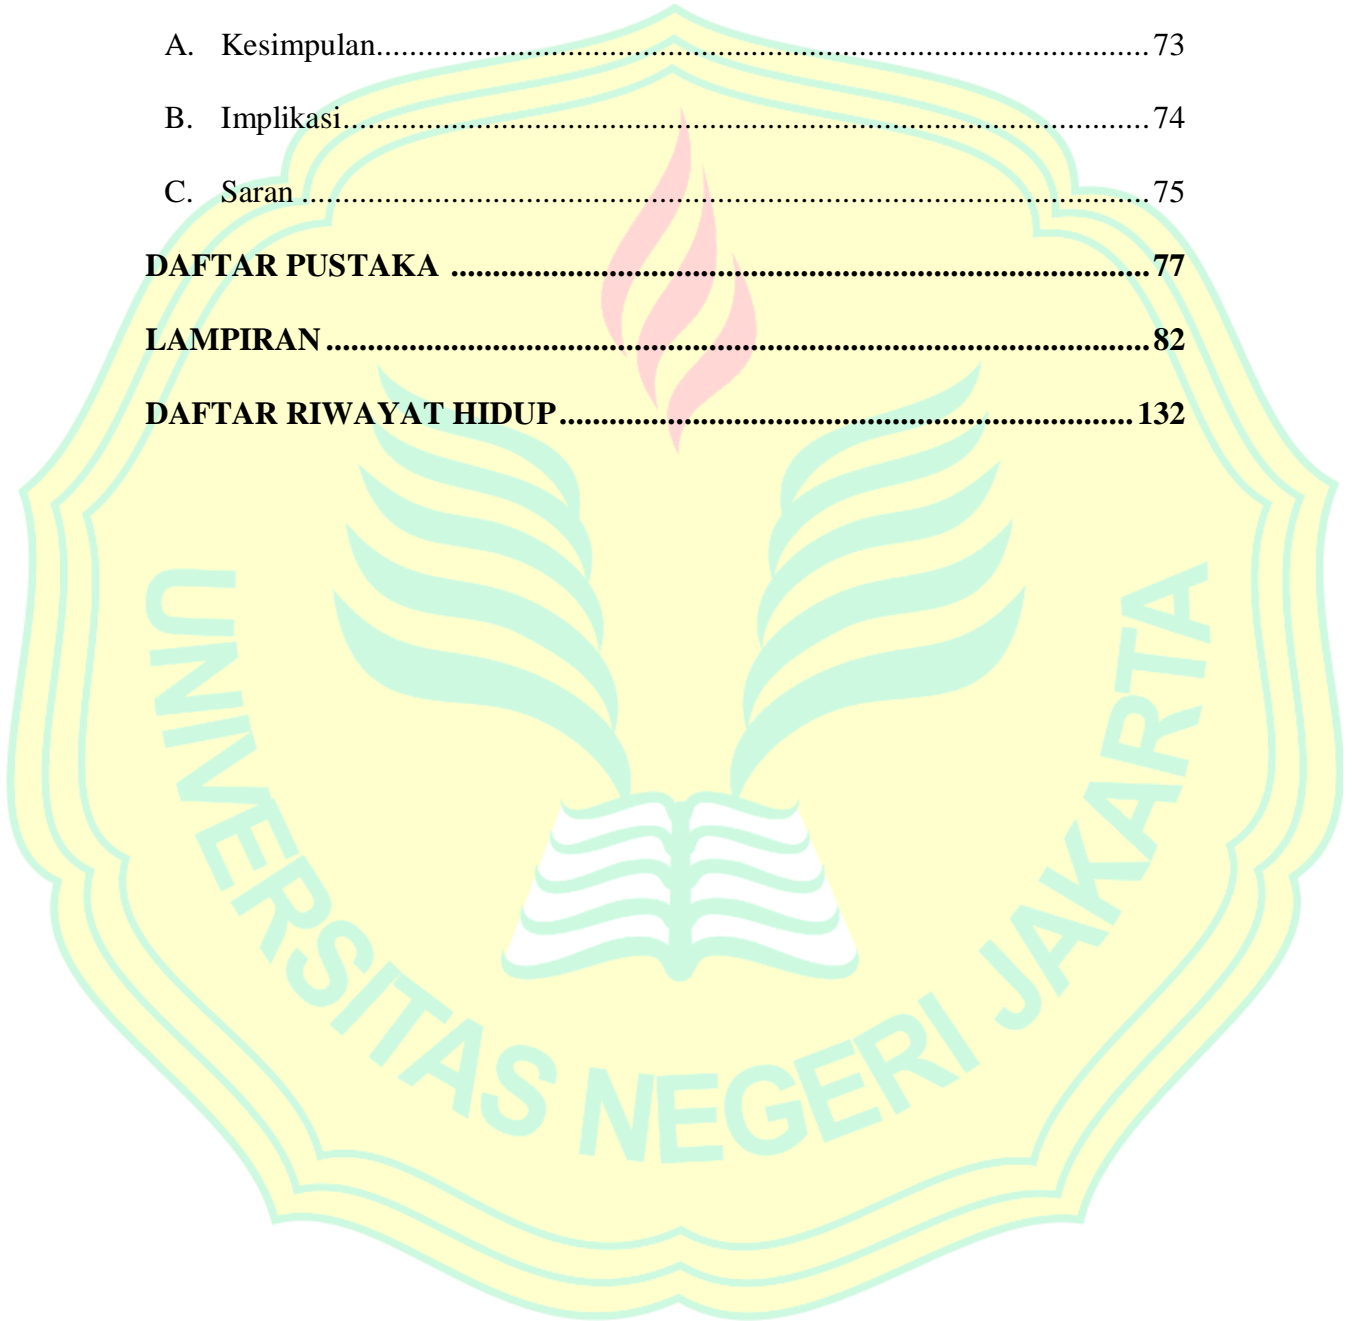 A. Kesimpulan............................................................................................... 73
B. Implikasi................................................................................................... 74
C. Saran ........................................................................................................ 75
DAFTAR PUSTAKA ..................................................................................... 77
LAMPIRAN .................................................................................................... 82
DAFTAR RIWAYAT HIDUP ...................................................................... 132
UNIVERSITAS NEGERI JAKARTA